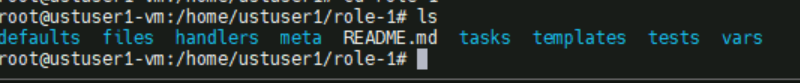 root@ustuser1-vm:/home/ustuser1/role-1# ls
defaults files handlers meta README.md tasks templates tests vars
root@ustuser1-vm:/home/ustuser1/role-1#